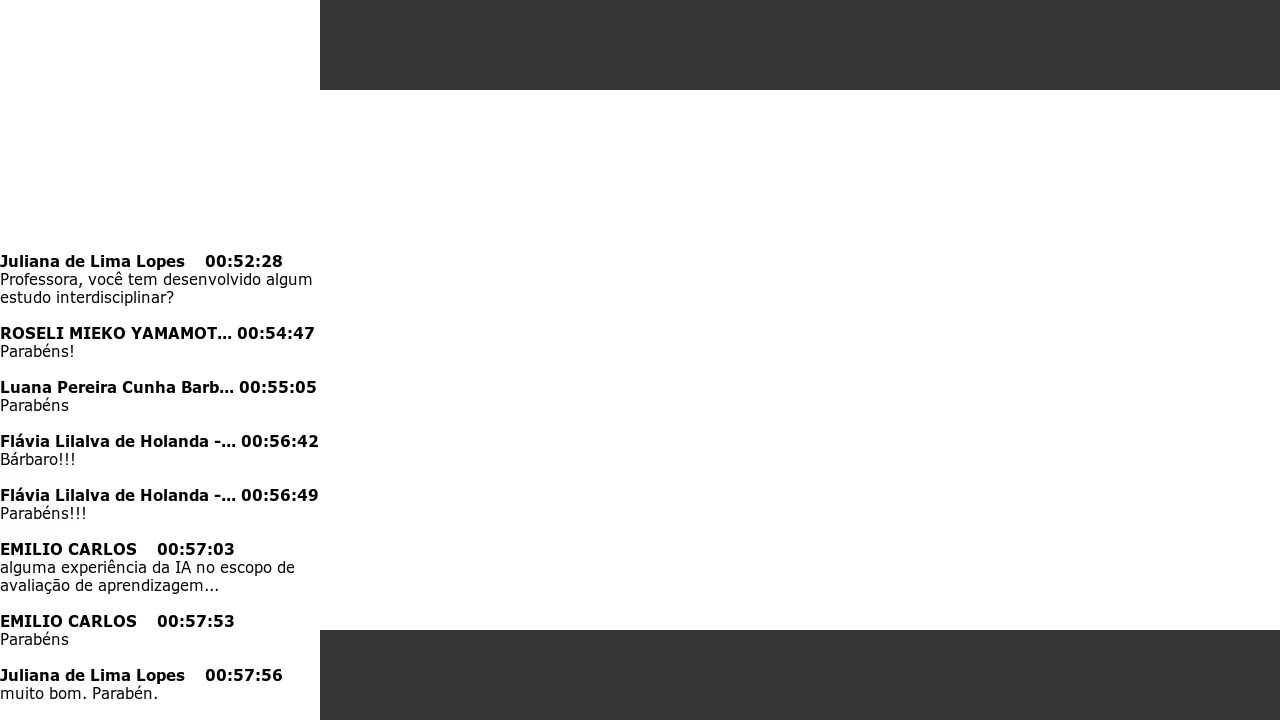 Juliana de Lima Lopes 00:52:28
Professora, você tem desenvolvido algum
estudo interdisciplinar?
ROSELI MIEKO YAMAMOT... 00:54:47
Parabéns!
Luana Pereira Cunha Barb... 00:55:05
Parabéns
Flávia Lilalva de Holanda -... 00:56:42
Bárbaro!!!
Flávia Lilalva de Holanda -... 00:56:49
Parabéns!!!
EMILIO CARLOS 00:57:03
alguma experiência da IA no escopo de
avaliação de aprendizagem...
EMILIO CARLOS 00:57:53
Parabéns
Juliana de Lima Lopes 00:57:56
muito bom. Parabén.